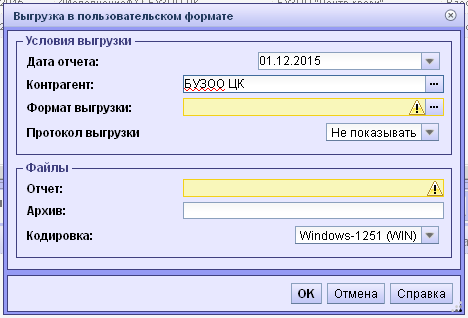 Выгрузка в пользовательском формате
Условия выгрузки
Дата отчета: 01.12.2015
Контрагент: БУЗОО ЦК
Формат выгрузки:
Протокол выгрузки Не показывать
Файлы
Отчет:
Архив:
Кодировка: Windows-1251 (WIN)
OK Отмена Справка